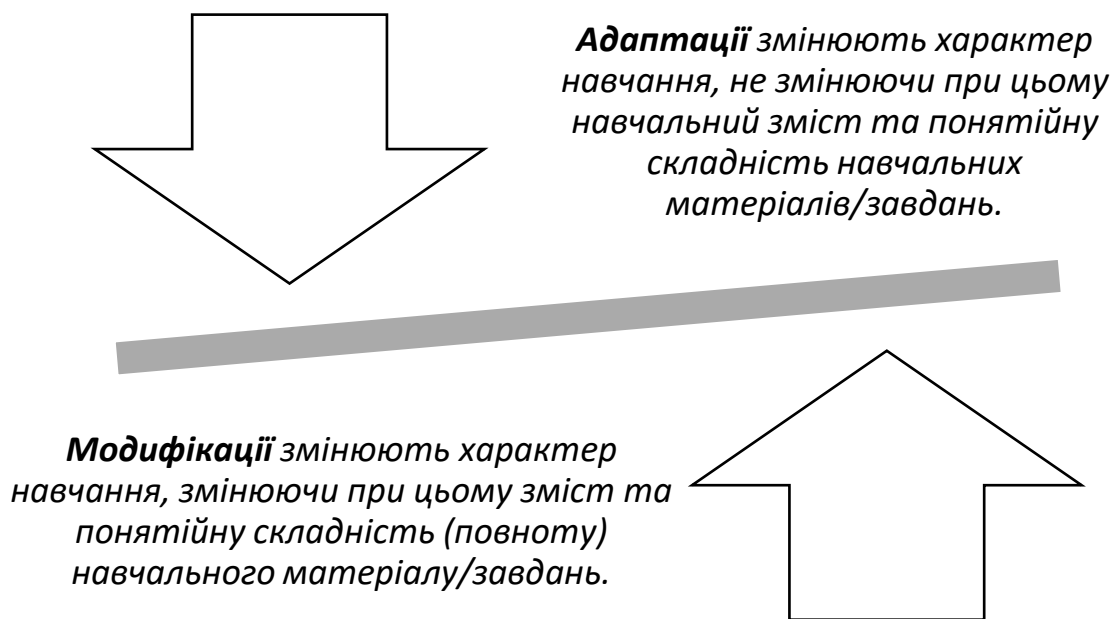 Адаптації змінюють характер
навчання, не змінюючи при цьому
навчальний зміст та понятійну
складність навчальних
матеріалів/завдань.
Модифікації змінюють характер
навчання, змінюючи при цьому зміст та
понятійну складність (повноту)
навчального матеріалу/завдань.